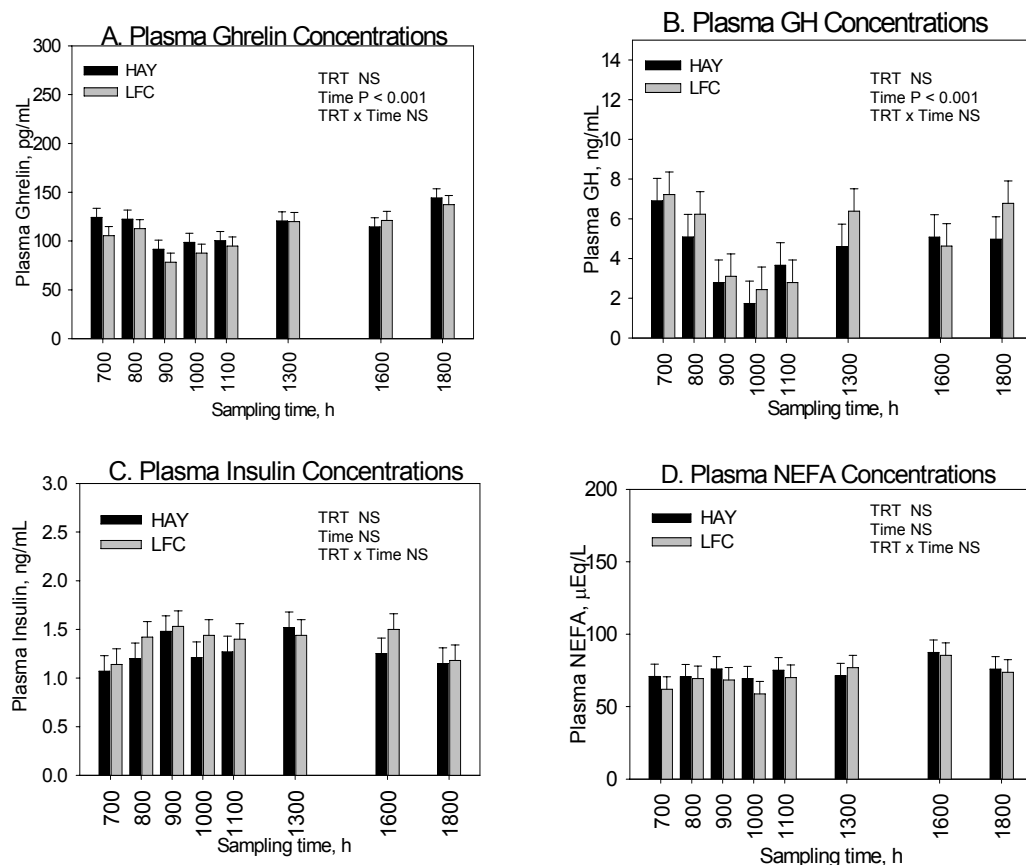 A. Plasma Ghrelin Concentrations
300
250
200
150
100
50
0
Plasma Ghrelin, pg/mL
HAY
LFC
TRT NS
Time P < 0.001
TRT x Time NS
700
800
900
1000
1100
1300
1600
1800
Sampling time, h
B. Plasma GH Concentrations
14
12
10
8
6
4
2
0
Plasma GH, ng/mL
HAY
LFC
TRT NS
Time P < 0.001
TRT x Time NS
700
800
900
1000
1100
1300
1600
1800
Sampling time, h
C. Plasma Insulin Concentrations
3.0
2.5
2.0
1.5
1.0
0.5
0.0
Plasma Insulin, ng/mL
HAY
LFC
TRT NS
Time NS
TRT x Time NS
700
800
900
1000
1100
1300
1600
1800
Sampling time, h
D. Plasma NEFA Concentrations
200
150
100
50
0
Plasma NEFA, µEq/L
HAY
LFC
TRT NS
Time NS
TRT x Time NS
700
800
900
1000
1100
1300
1600
1800
Sampling time, h